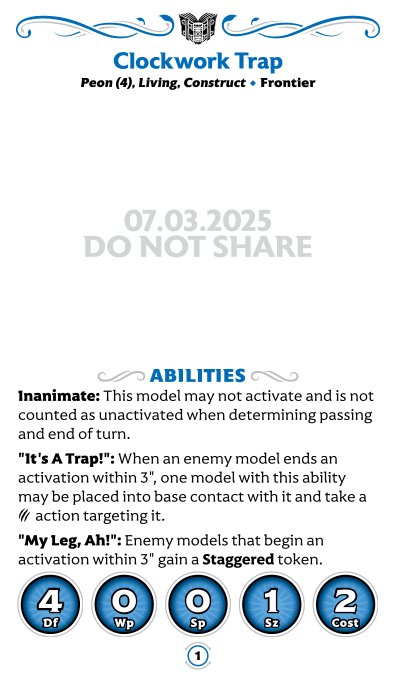 Clockwork Trap
Peon (4), Living, Construct ◆ Frontier
07.03.2025
DO NOT SHARE
ABILITIES
Inanimate: This model may not activate and is not
counted as unactivated when determining passing
and end of turn.
"It's A Trap!": When an enemy model ends an
activation within 3", one model with this ability
may be placed into base contact with it and take a
action targeting it.
"My Leg, Ah!": Enemy models that begin an
activation within 3" gain a Staggered token.
4 0 0 1 2
Df Wp Sp Sz Cost
1